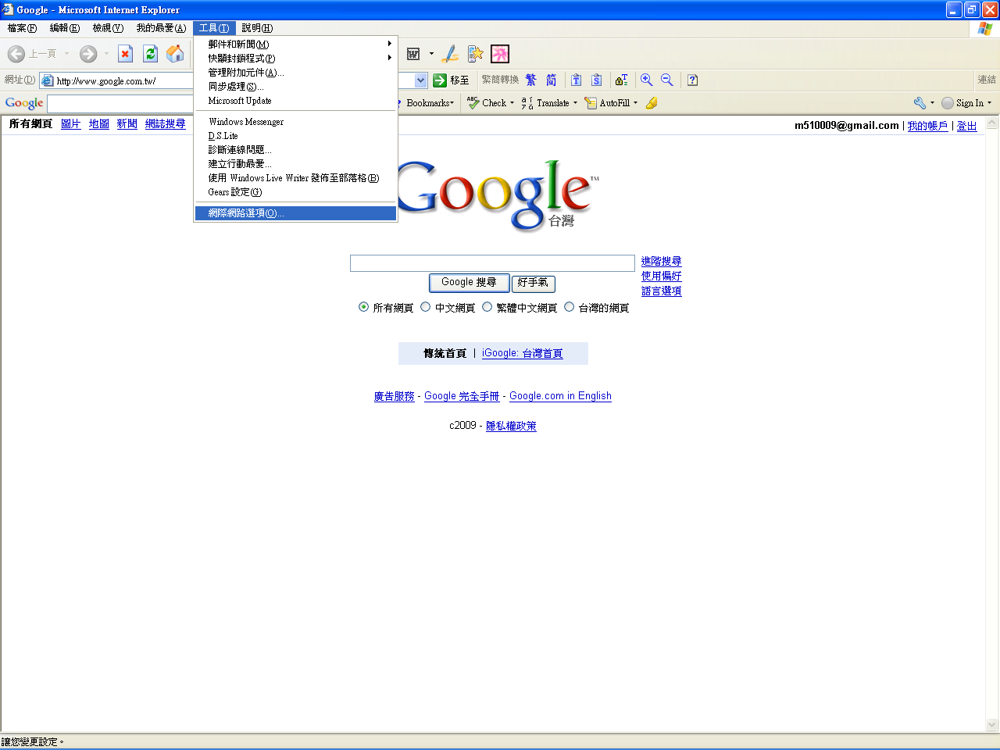 Google - Microsoft Internet Explorer
檔案(F) 編輯(E) 檢視(V) 我的最愛(A) 工具(T) 說明(H)
上一頁
網址(D) http://www.google.com.tw/ 移至 繁簡轉換 繁 简 連結
Google Bookmarks Check Translate AutoFill Sign In
郵件和新聞(M)
快顯封鎖程式(P)
管理附加元件(A)...
同步處理(S)...
Microsoft Update
Windows Messenger
D.S.Lite
診斷連線問題...
建立行動最愛...
使用 Windows Live Writer 發佈至部落格(B)
Gears 設定(G)
網際網路選項(O)...
所有網頁 圖片 地圖 新聞 網誌搜尋 m510009@gmail.com | 我的帳戶 | 登出
Google™
台灣
進階搜尋
使用偏好
語言選項
Google 搜尋 好手氣
所有網頁 中文網頁 繁體中文網頁 台灣的網頁
傳統首頁 | iGoogle: 台灣首頁
廣告服務 - Google 完全手冊 - Google.com in English
c2009 - 隱私權政策
讓您變更設定。